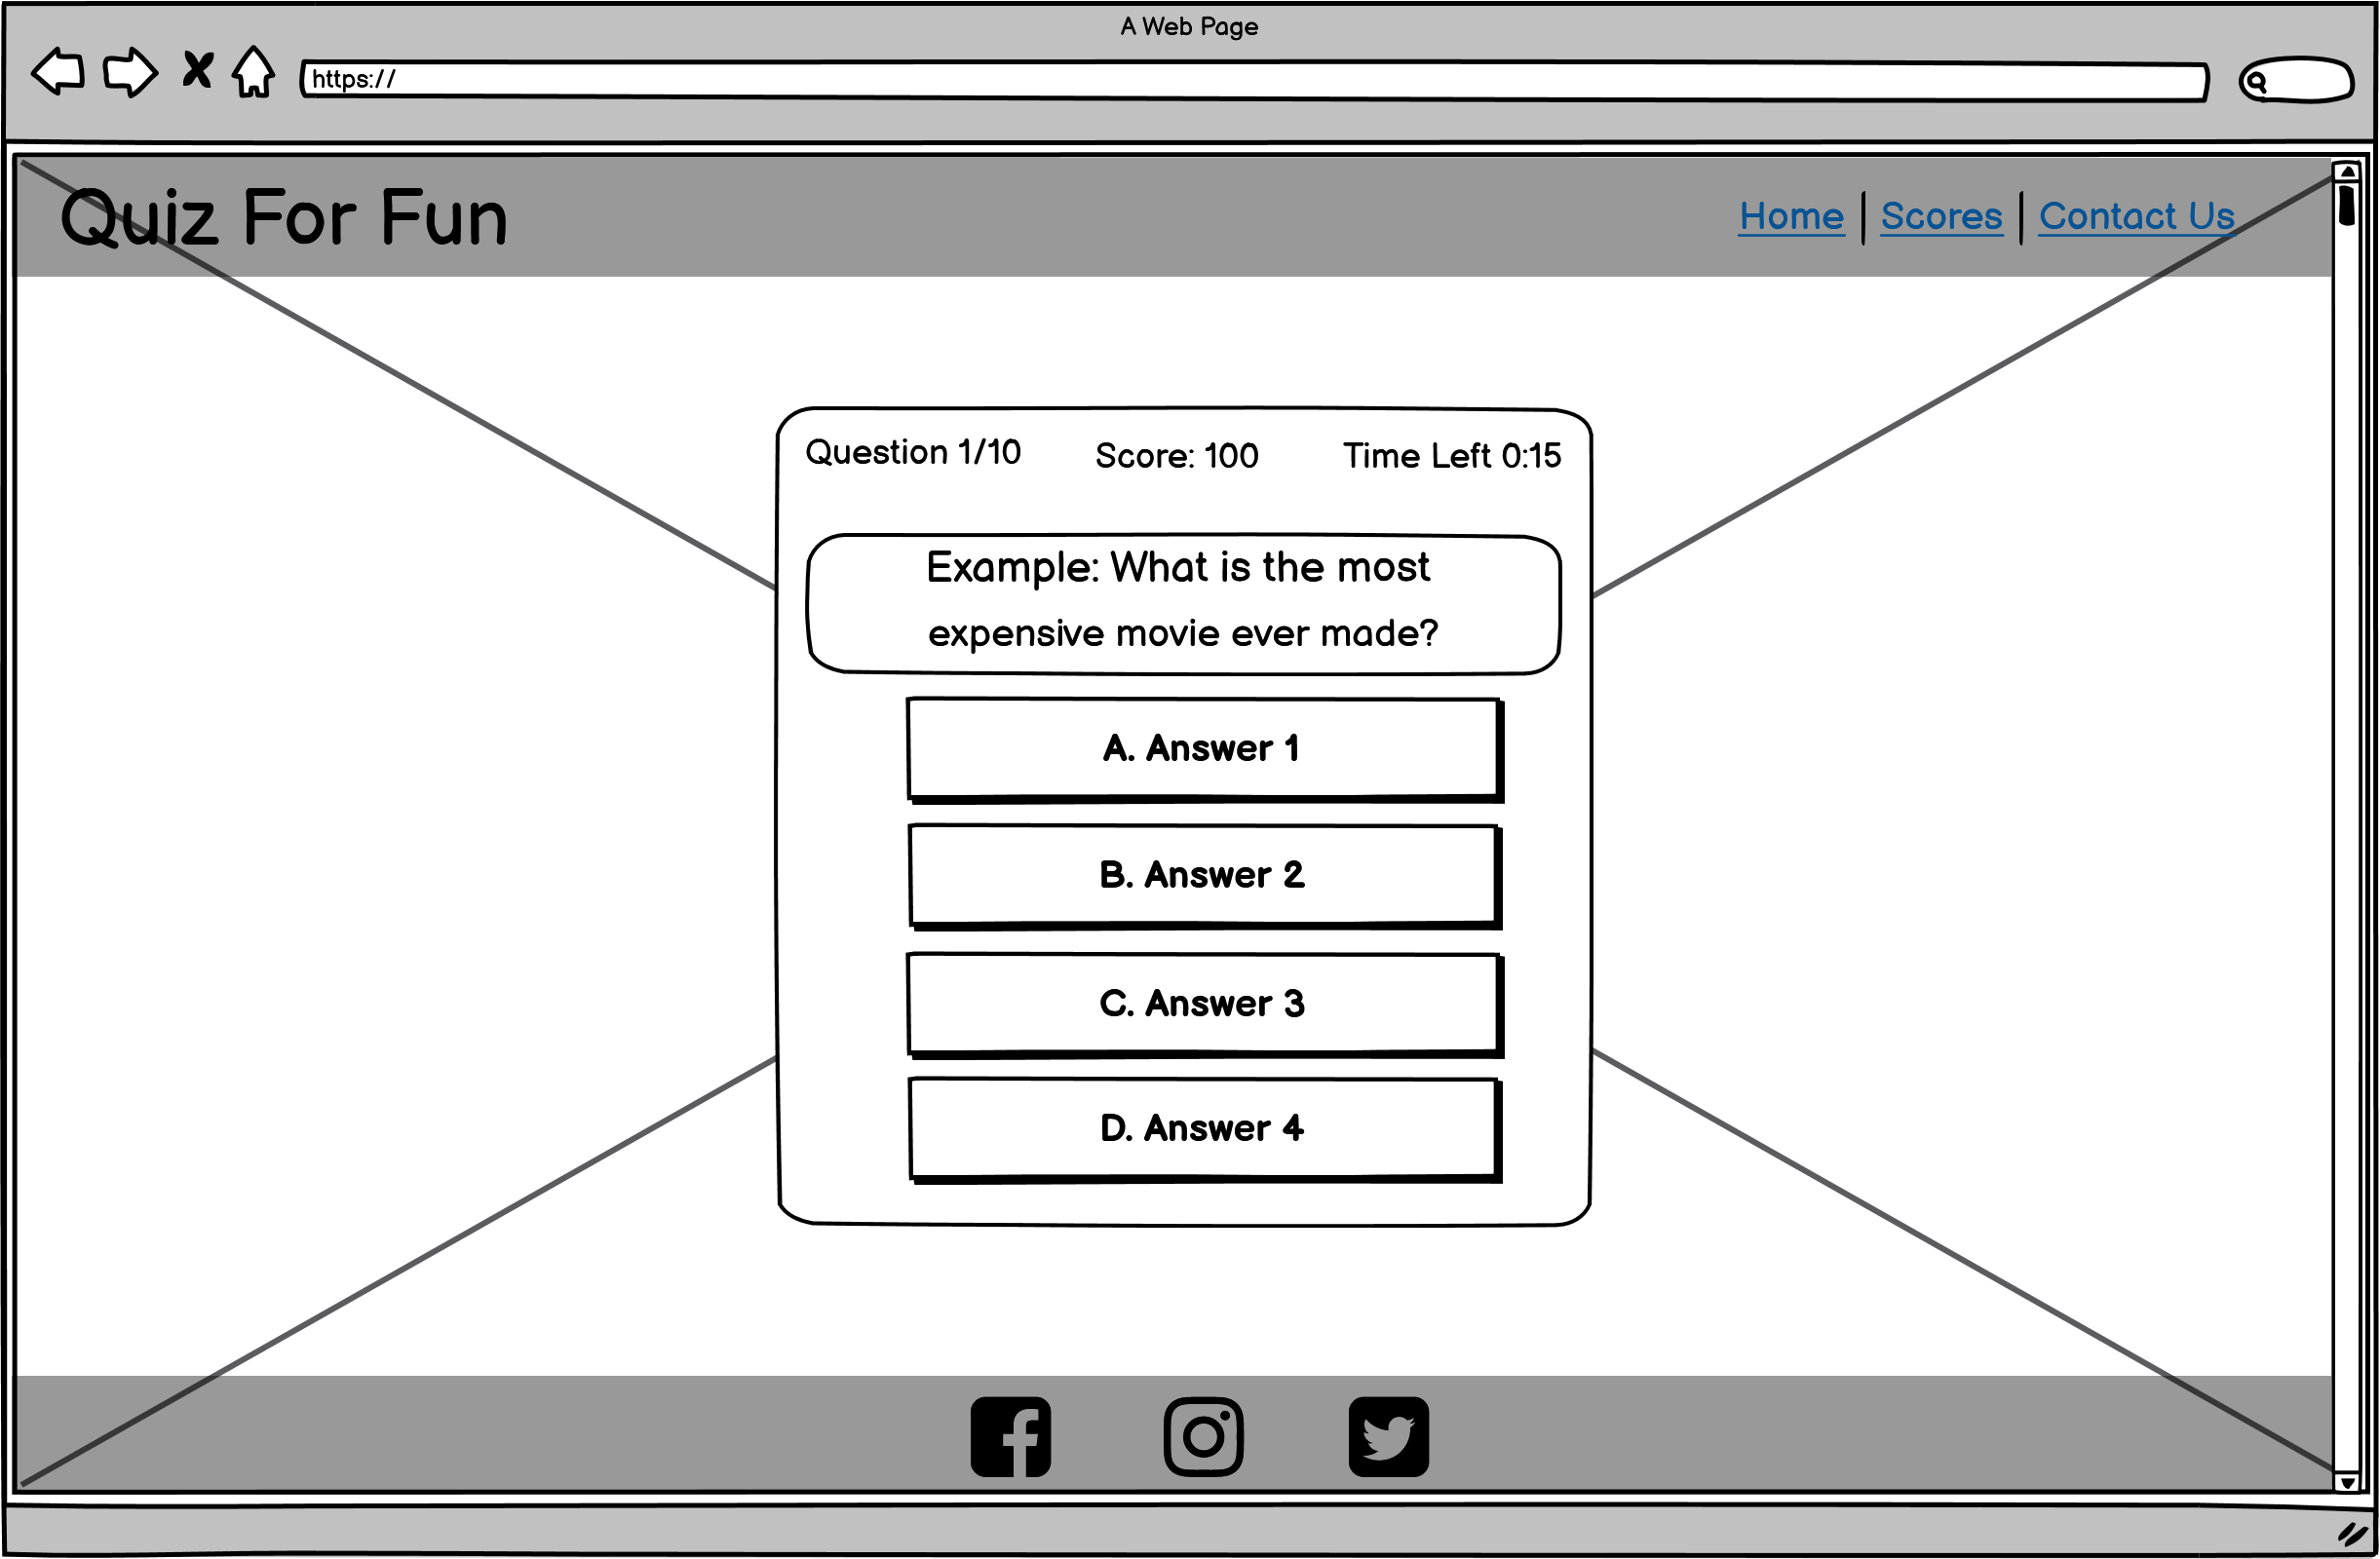 A Web Page
https://
Quiz For Fun
Home | Scores | Contact Us
Question 1/10 Score: 100 Time Left 0:15
Example: What is the most
expensive movie ever made?
A. Answer 1
B. Answer 2
C. Answer 3
D. Answer 4